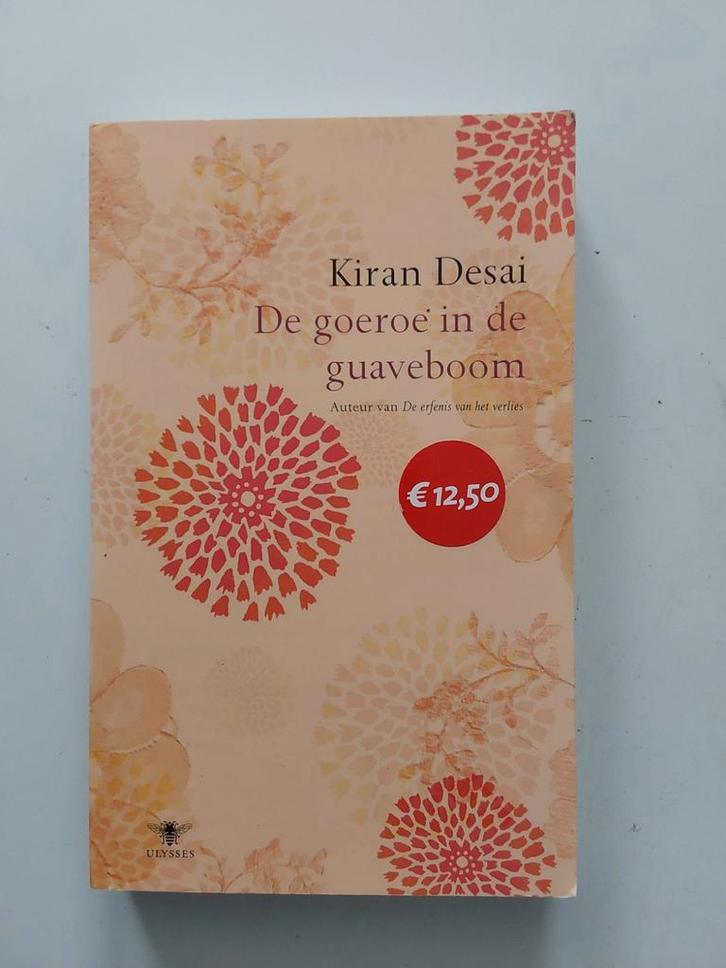 Kiran Desai
De goeroe in de
guaveboom
Auteur van De erfenis van het verlies
€ 12,50
ULYSSES